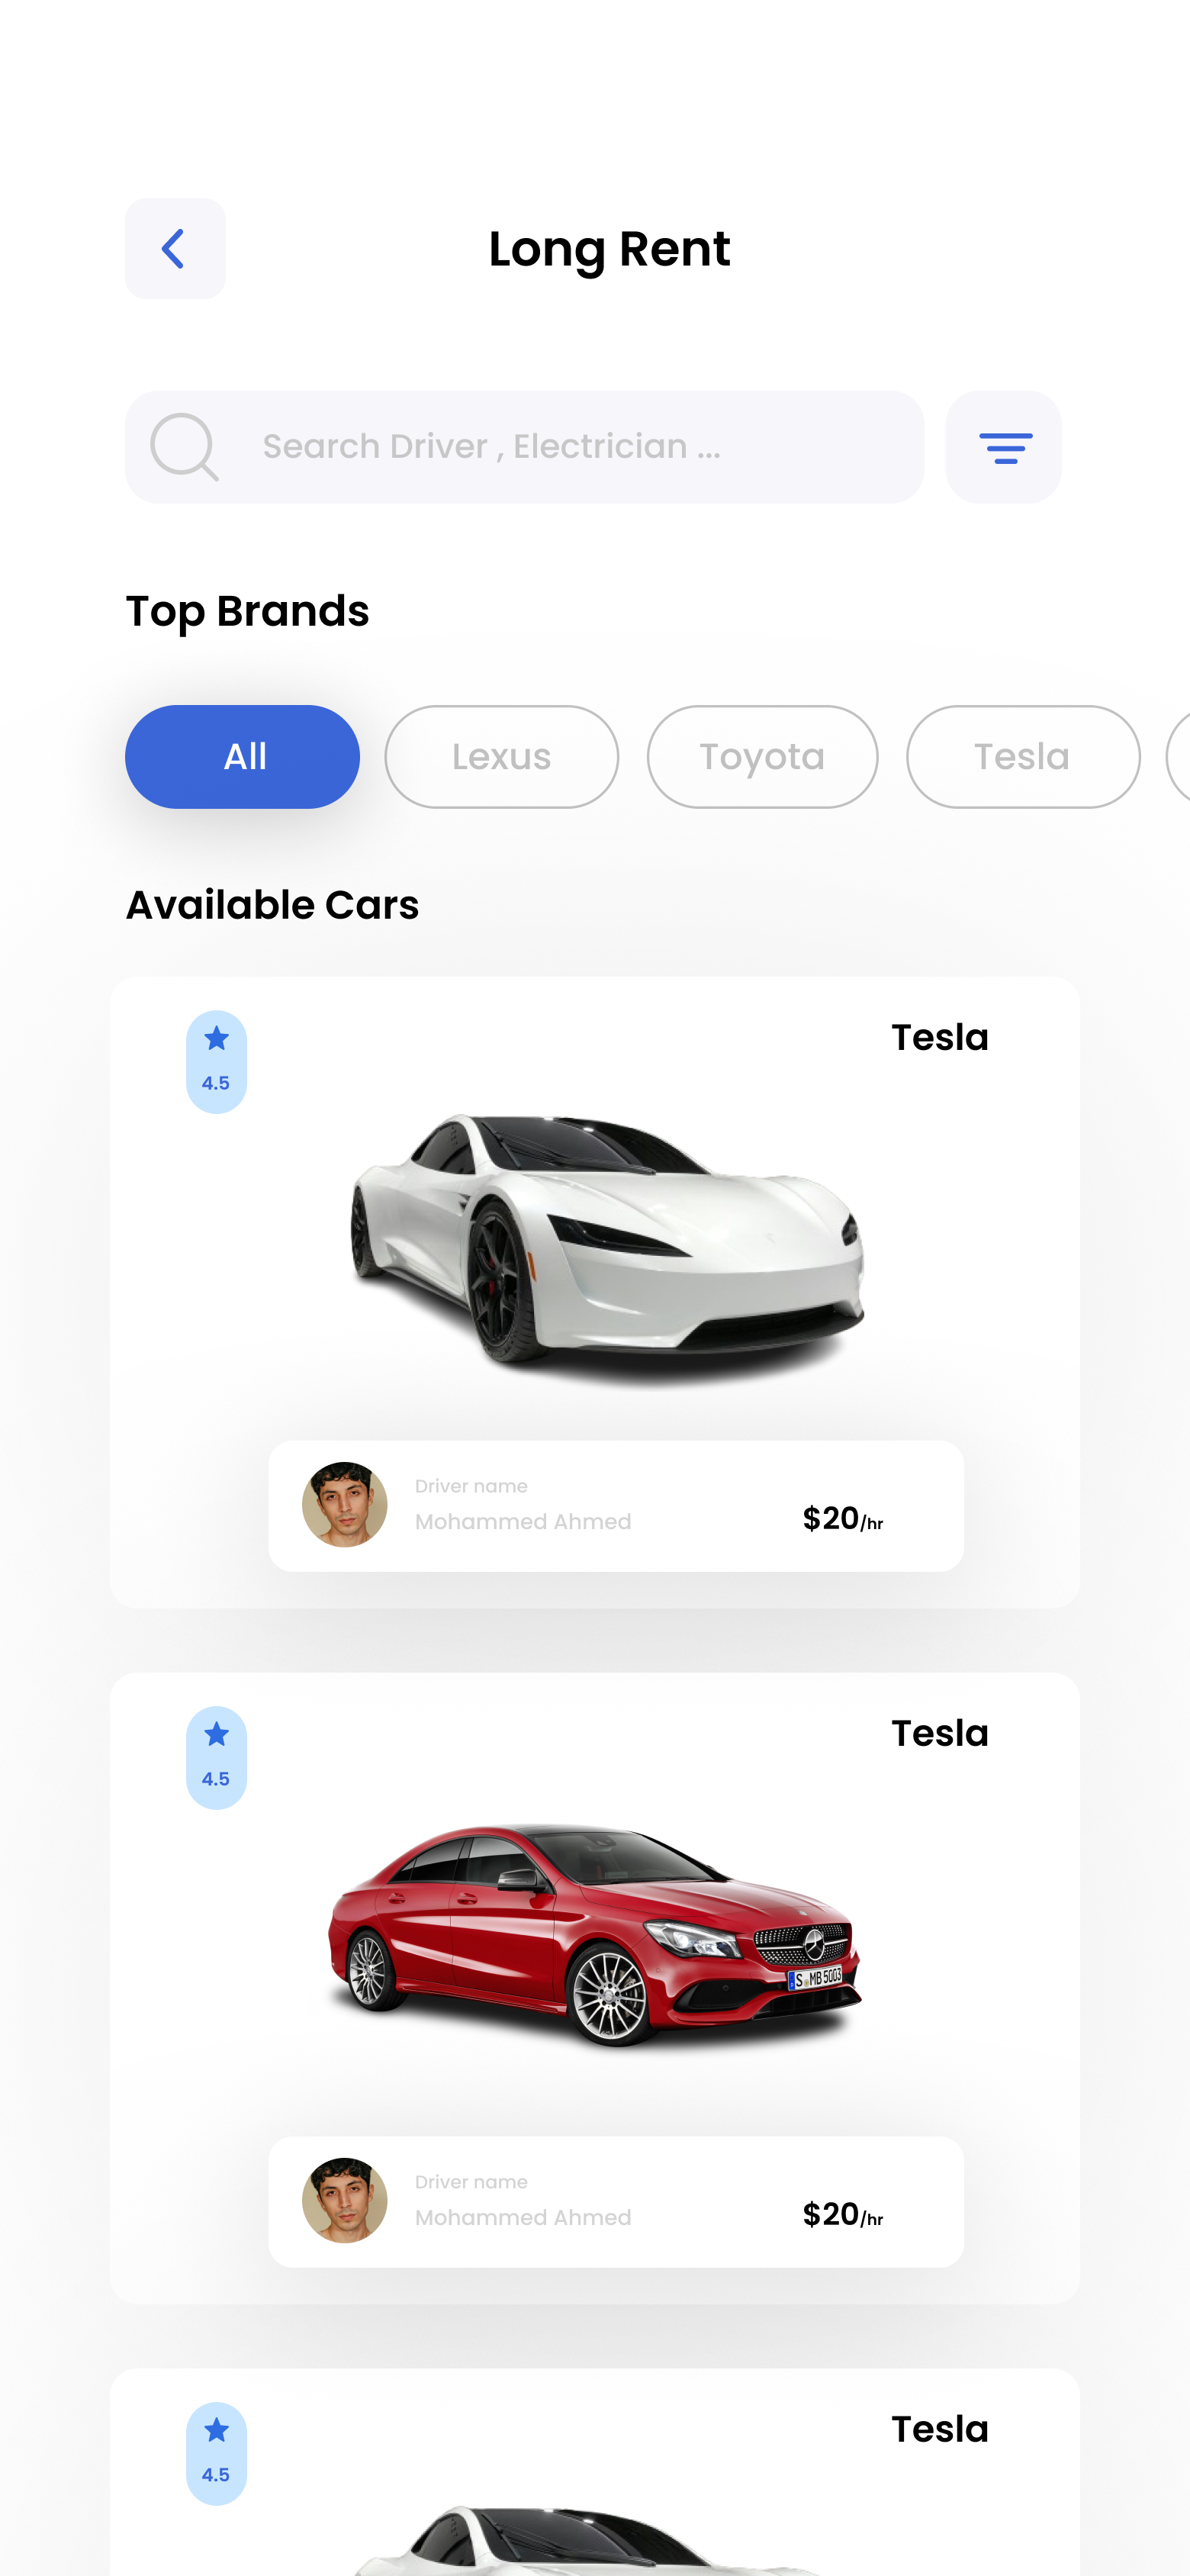 Long Rent
Search Driver , Electrician ...
Top Brands
All Lexus Toyota Tesla
Available Cars
Tesla
4.5
Driver name
Mohammed Ahmed
$20/hr
Tesla
4.5
S MB 5003
Driver name
Mohammed Ahmed
$20/hr
Tesla
4.5